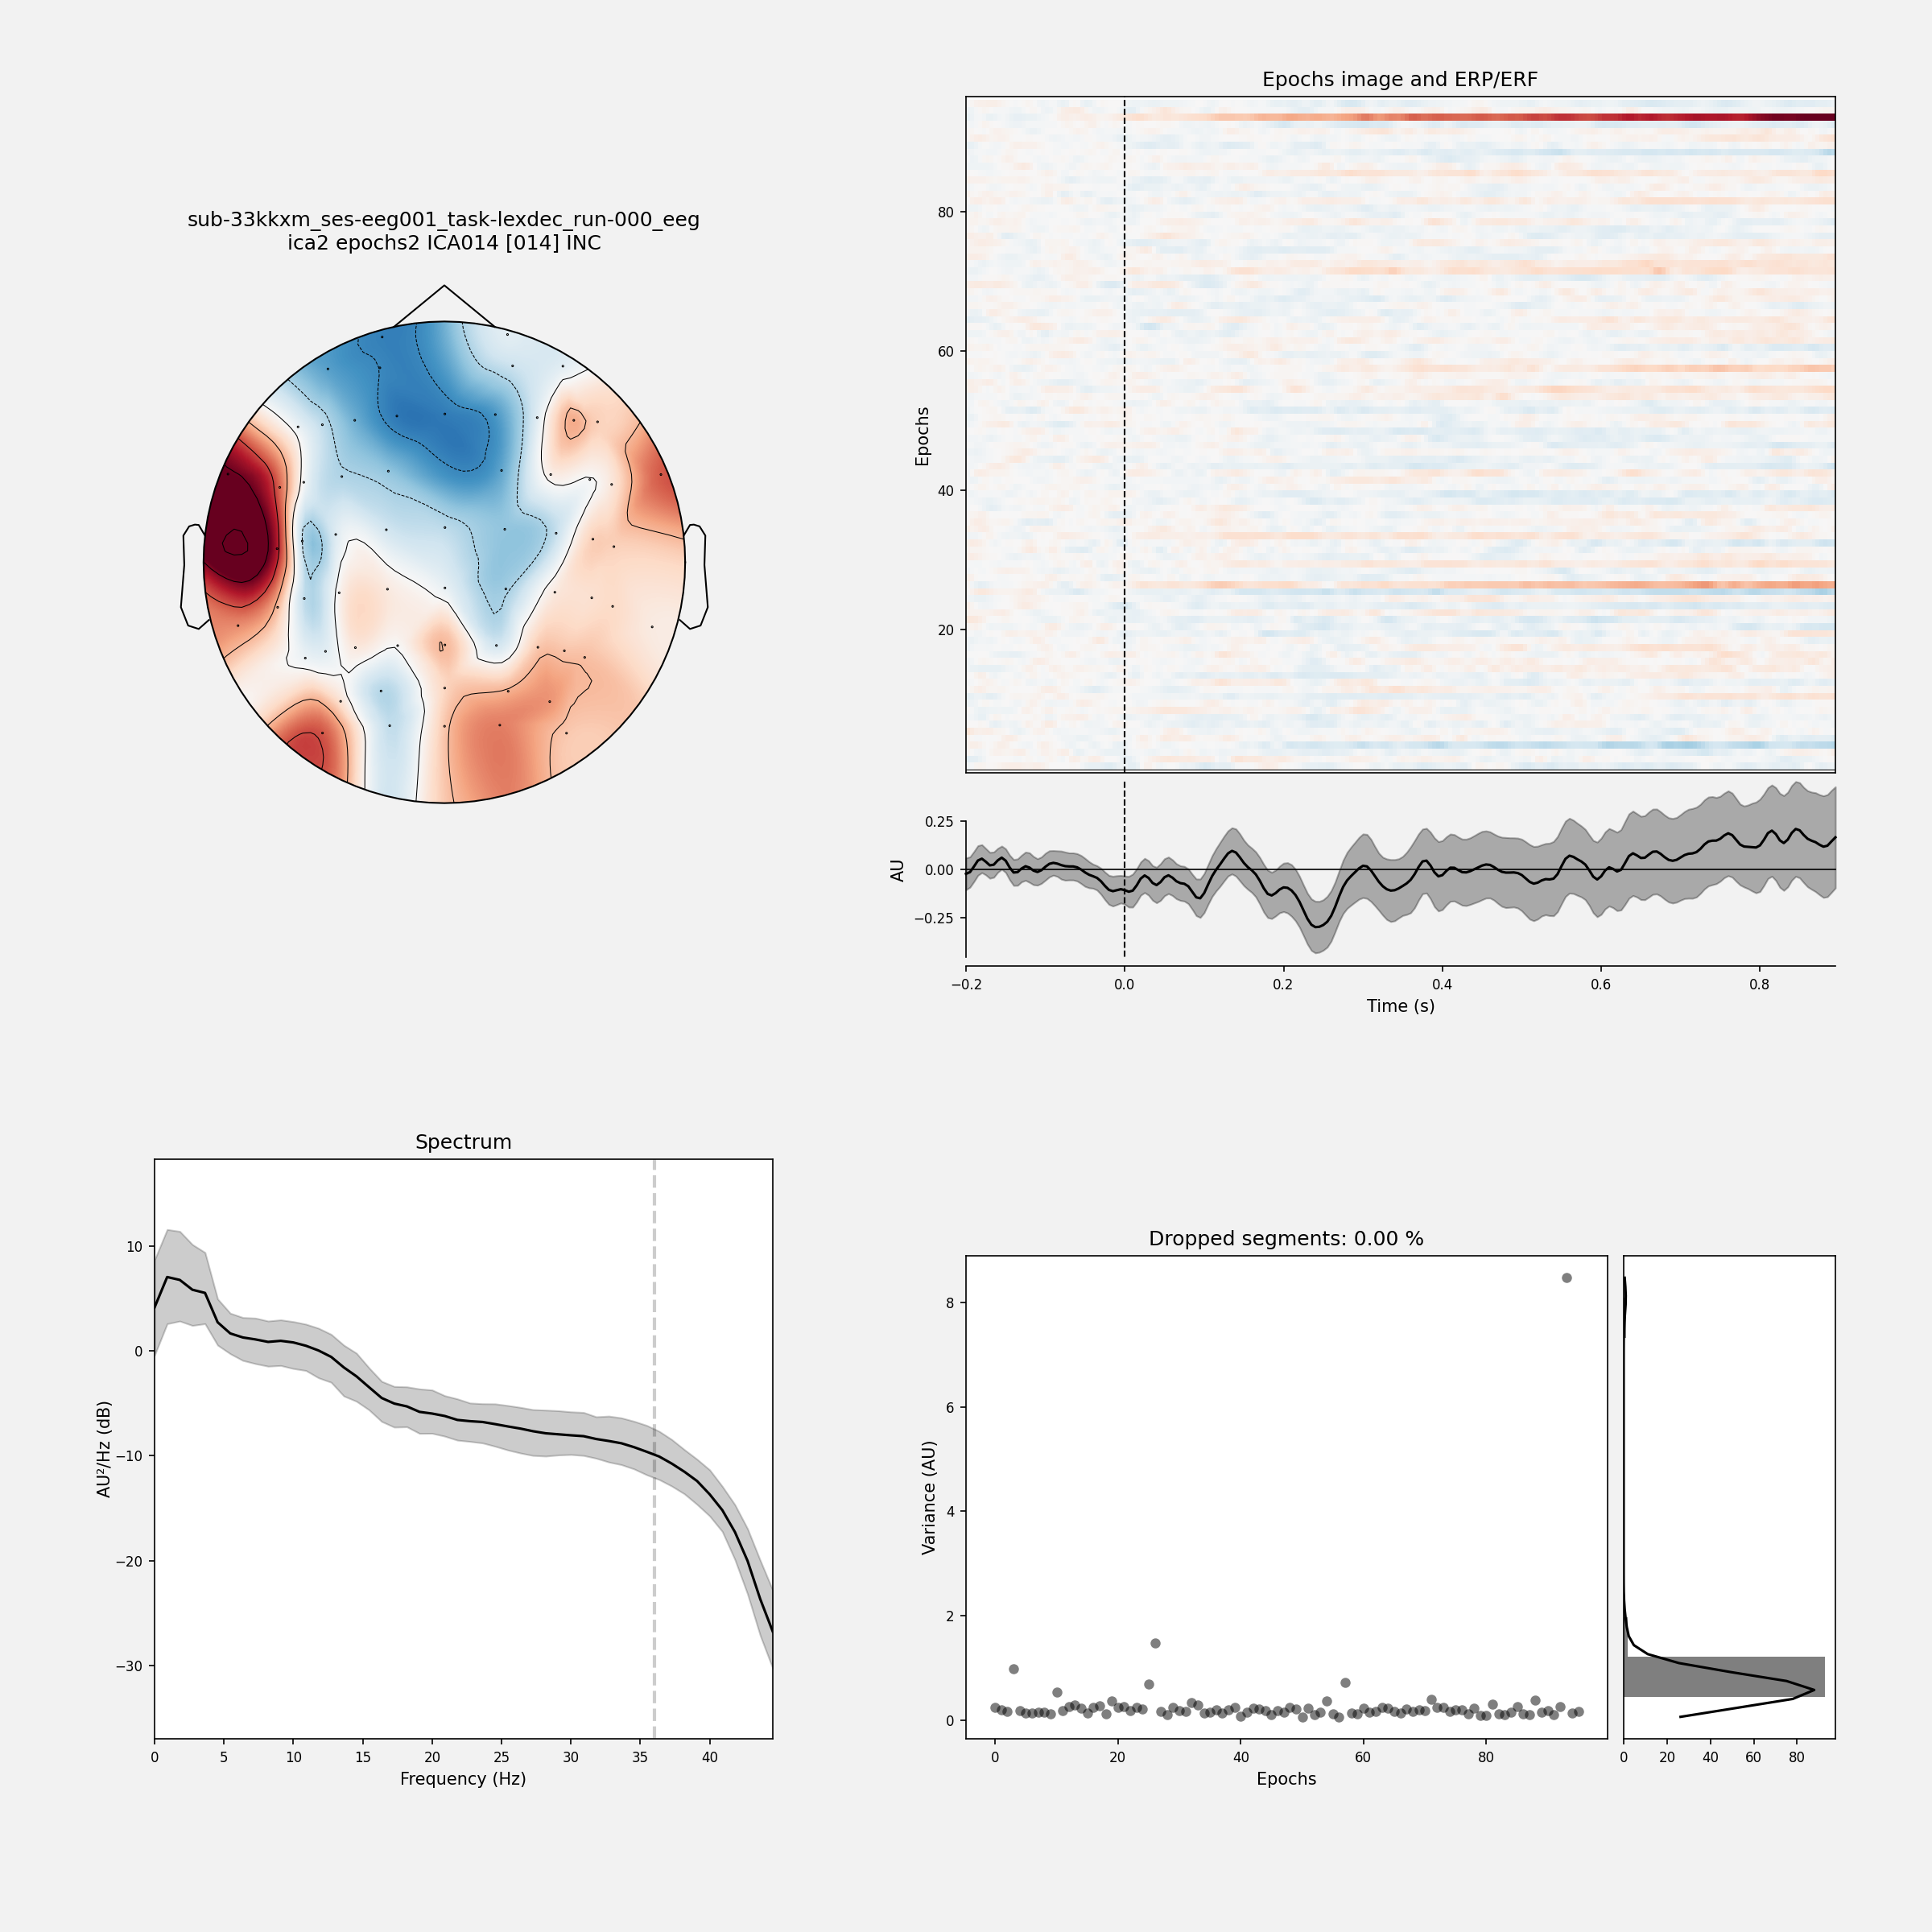 sub-33kkxm_ses-eeg001_task-lexdec_run-000_eeg
ica2 epochs2 ICA014 [014] INC
Epochs image and ERP/ERF
Epochs
80
60
40
20
AU
0.25
0.00
−0.25
−0.2 0.0 0.2 0.4 0.6 0.8
Time (s)
Spectrum
AU²/Hz (dB)
10
0
−10
−20
−30
0 5 10 15 20 25 30 35 40
Frequency (Hz)
Dropped segments: 0.00 %
Variance (AU)
8
6
4
2
0
0 20 40 60 80
Epochs
0 20 40 60 80